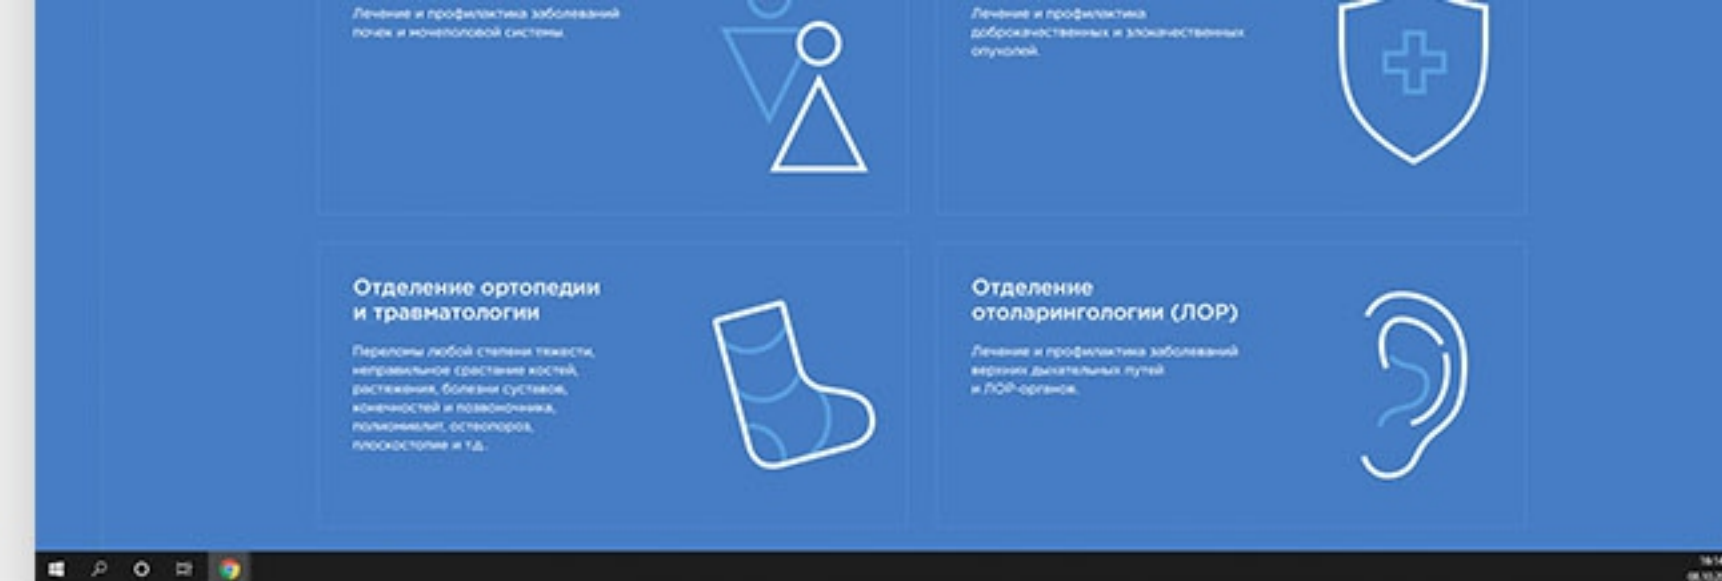 Лечение и профилактика заболеваний
почек и мочеполовой системы.
Лечение и профилактика
доброкачественных и злокачественных
опухолей.
Отделение ортопедии
и травматологии
Переломы любой степени тяжести,
неправильное срастание костей,
растяжения, болезни суставов,
конечностей и позвоночника,
полиомиелит, остеопороз,
плоскостопие и т.д.
Отделение
отоларингологии (ЛОР)
Лечение и профилактика заболеваний
верхних дыхательных путей
и ЛОР-органов.